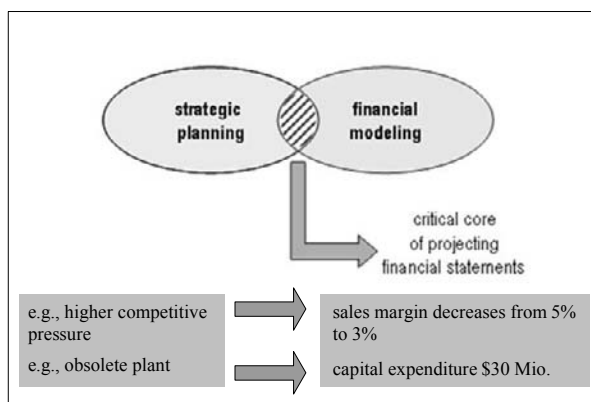 strategic
planning
financial
modeling
critical core
of projecting
financial statements
e.g., higher competitive
pressure
sales margin decreases from 5%
to 3%
e.g., obsolete plant
capital expenditure $30 Mio.